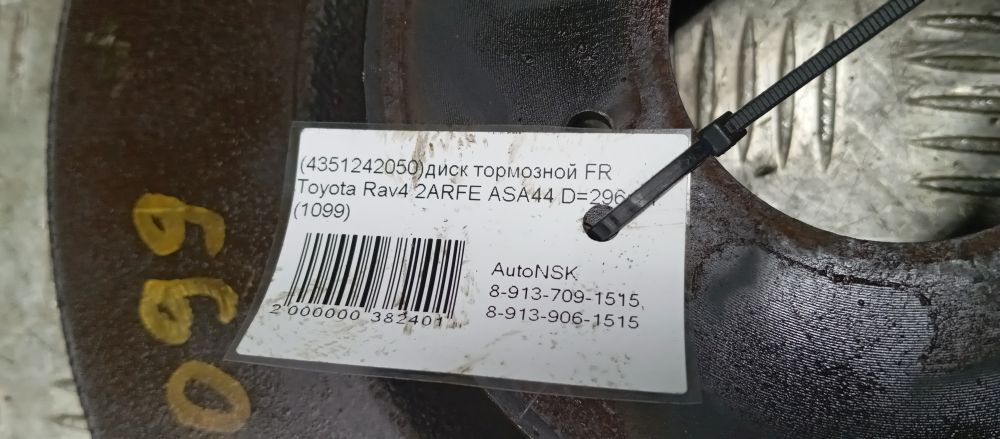 (4351242050)диск тормозной FR
Toyota Rav4 2ARFE ASA44 D=296
(1099)
AutoNSK
8-913-709-1515,
8-913-906-1515
2 000000 382401
099